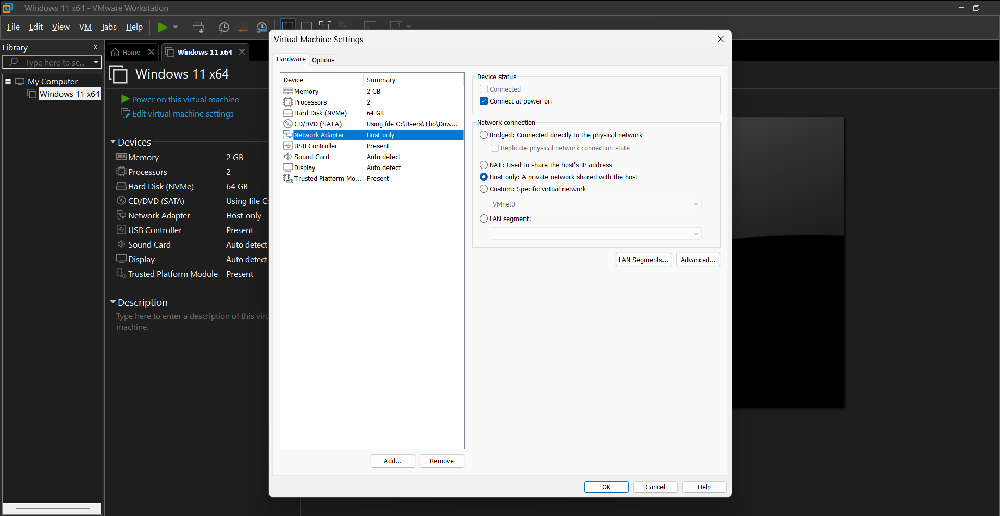 Windows 11 x64 - VMware Workstation
File Edit View VM Tabs Help
Library
Type here to se...
My Computer
Windows 11 x64
Home
Windows 11 x64
Windows 11 x64
Power on this virtual machine
Edit virtual machine settings
Devices
Memory 2 GB
Processors 2
Hard Disk (NVMe) 64 GB
CD/DVD (SATA) Using file C:
Network Adapter Host-only
USB Controller Present
Sound Card Auto detect
Display Auto detect
Trusted Platform Module Present
Description
Type here to enter a description of this virt
machine.
Virtual Machine Settings
Hardware Options
Device Summary
Memory 2 GB
Processors 2
Hard Disk (NVMe) 64 GB
CD/DVD (SATA) Using file C:\Users\Tho\Dow...
Network Adapter Host-only
USB Controller Present
Sound Card Auto detect
Display Auto detect
Trusted Platform Mo... Present
Add... Remove
Device status
Connected
Connect at power on
Network connection
Bridged: Connected directly to the physical network
Replicate physical network connection state
NAT: Used to share the host's IP address
Host-only: A private network shared with the host
Custom: Specific virtual network
VMnet0
LAN segment:
LAN Segments... Advanced...
OK Cancel Help